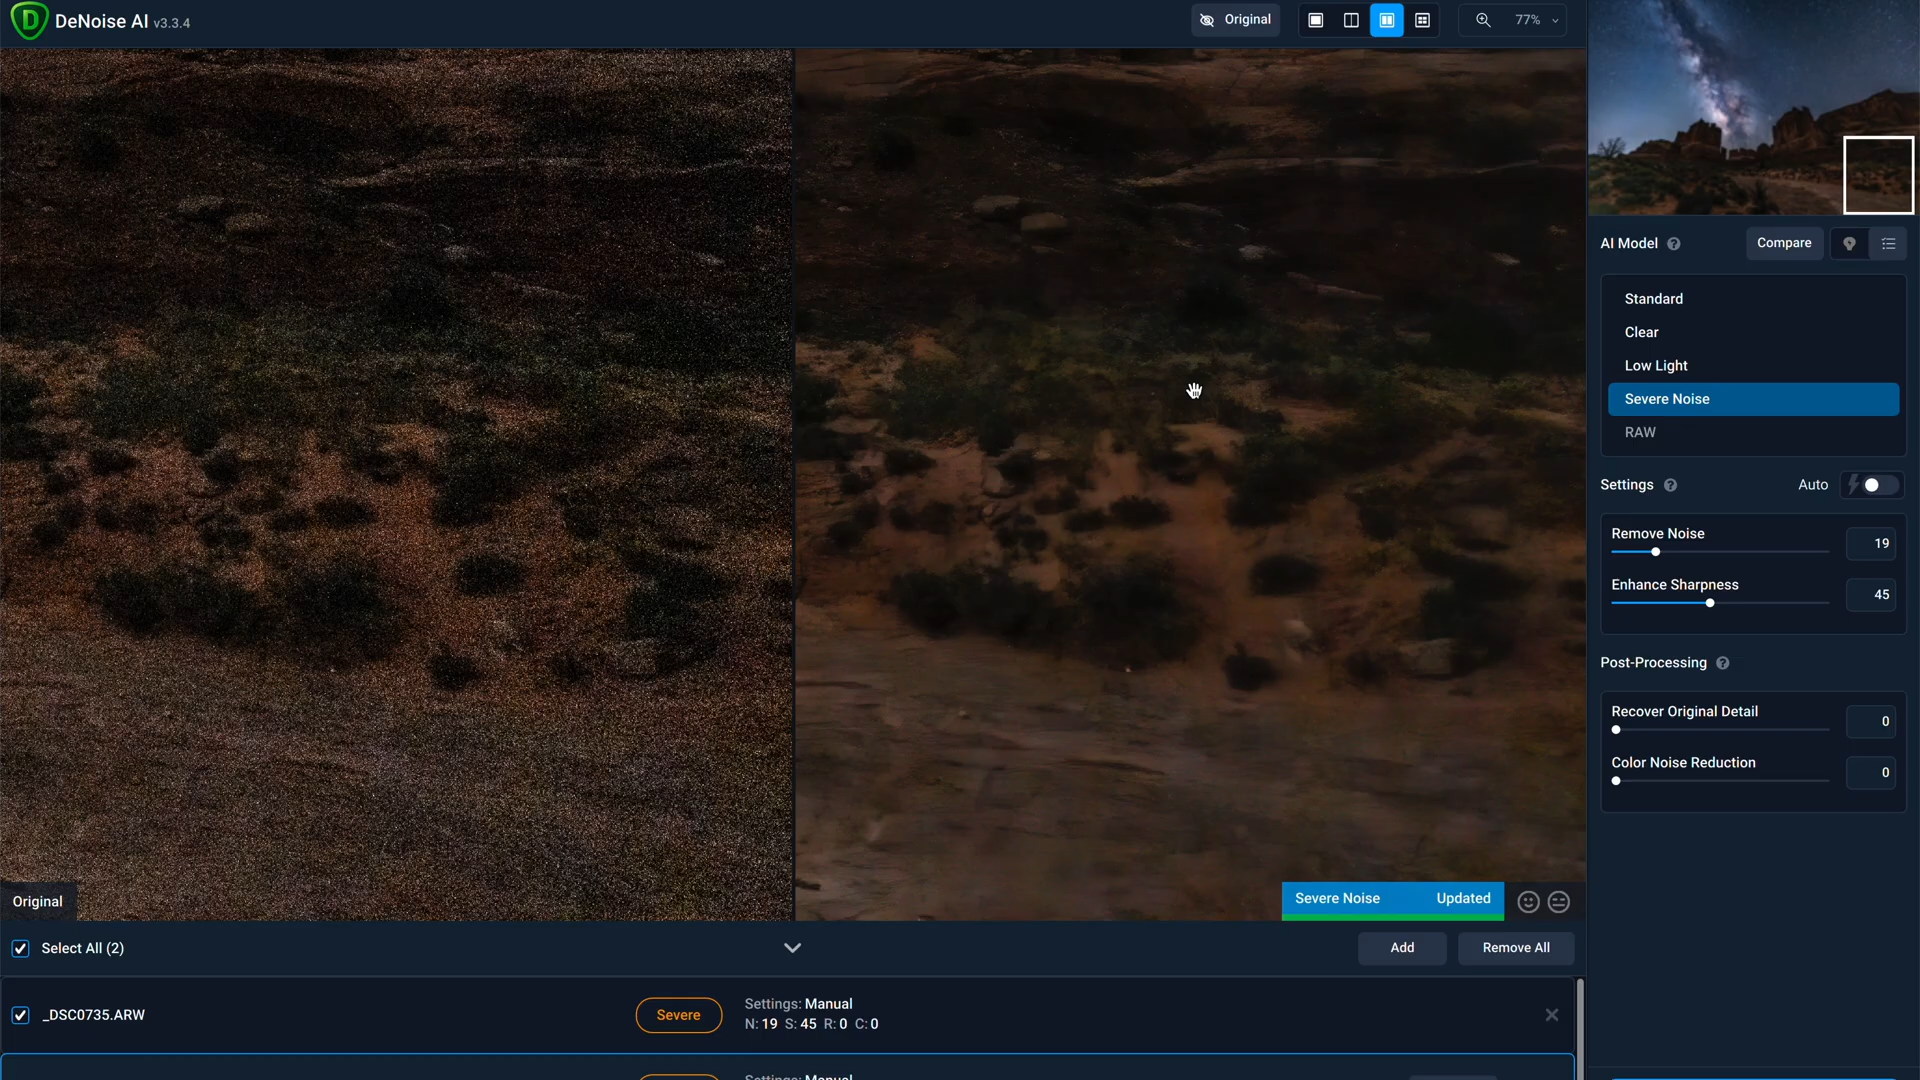 DeNoise AI v3.3.4
Original
77%
AI Model
Compare
Standard
Clear
Low Light
Severe Noise
RAW
Settings
Auto
Remove Noise
19
Enhance Sharpness
45
Post-Processing
Recover Original Detail
0
Color Noise Reduction
0
Original
Severe Noise Updated
Select All (2)
Add
Remove All
_DSC0735.ARW
Severe
Settings: Manual
N: 19 S: 45 R: 0 C: 0
Settings: Manual